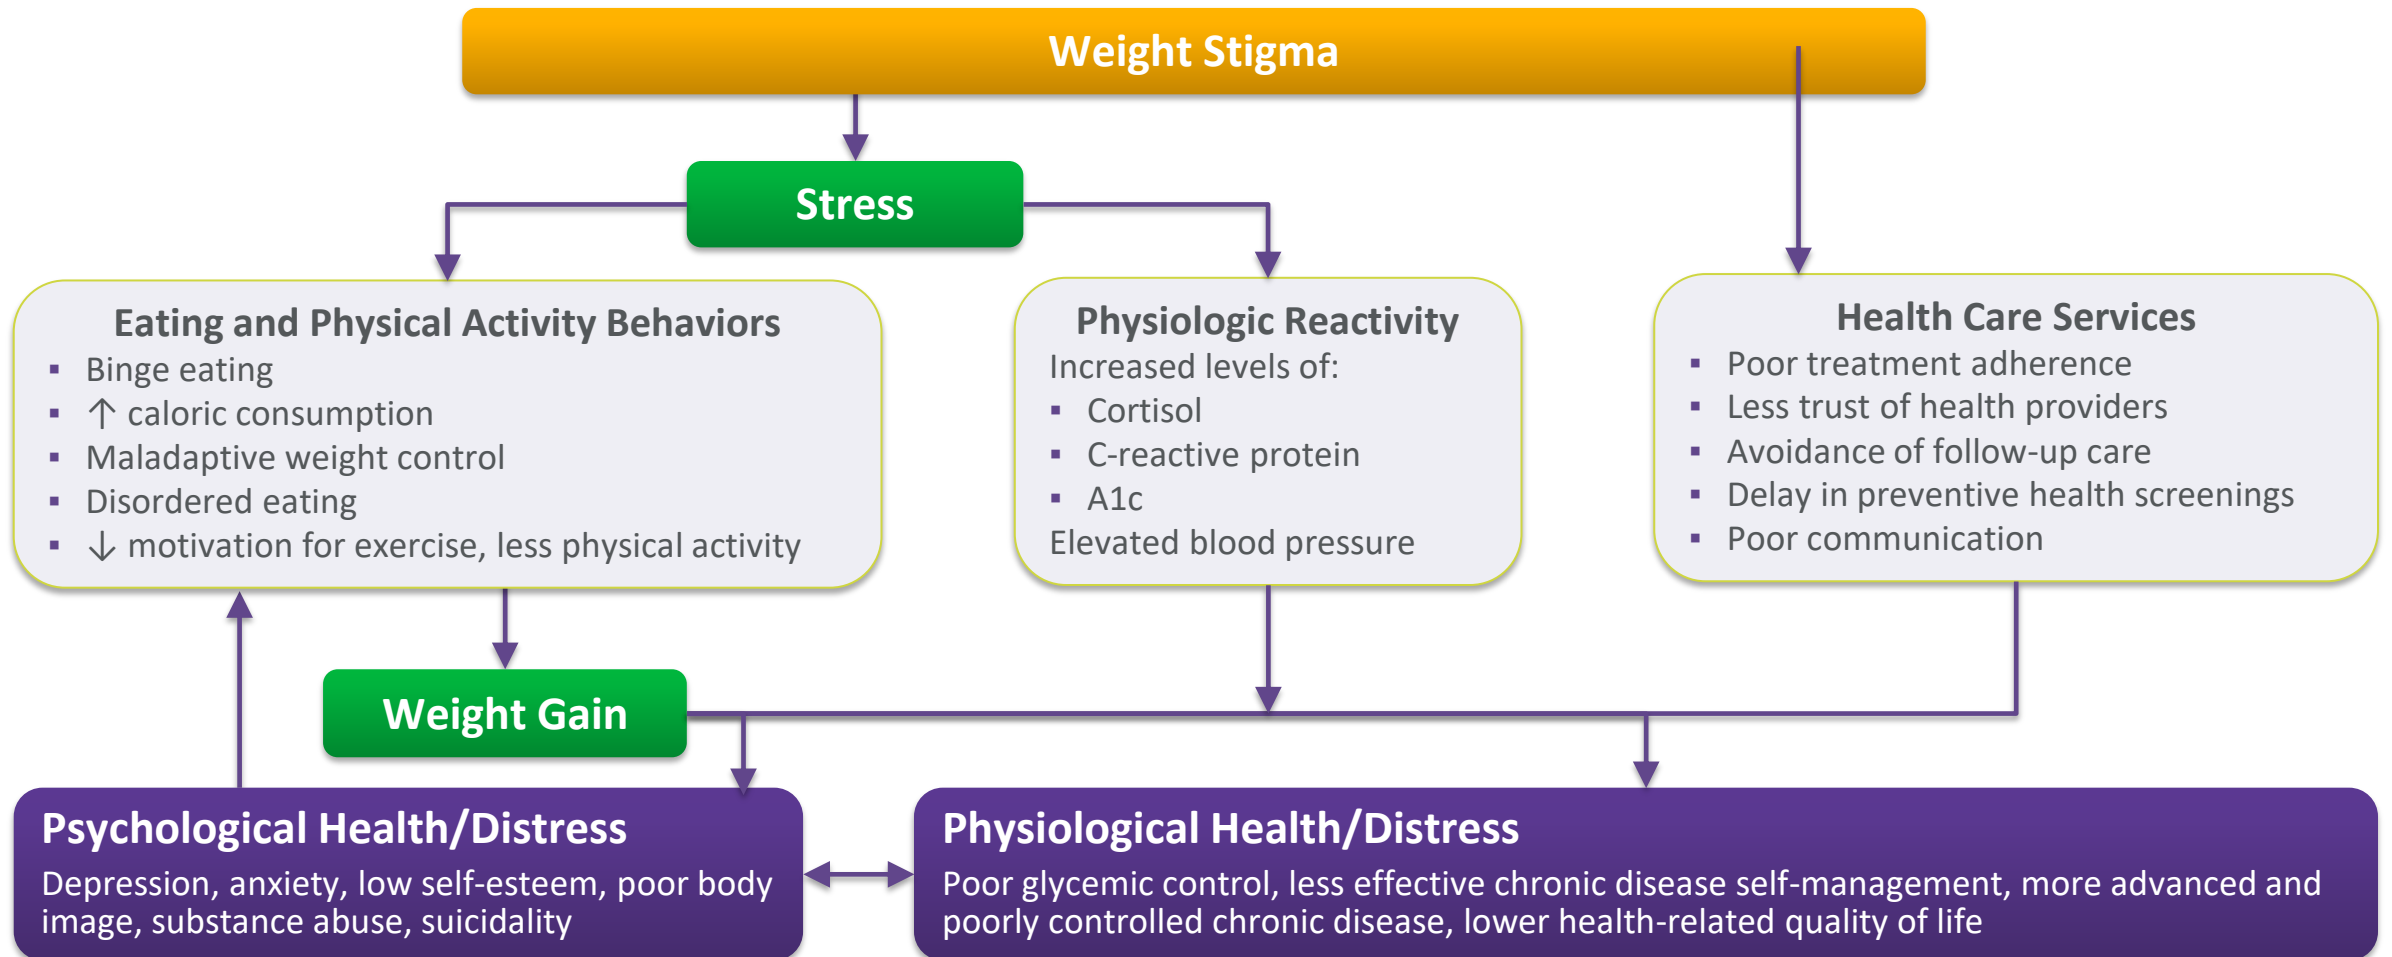 Weight Stigma
Stress
Eating and Physical Activity Behaviors
▪ Binge eating
▪ ↑ caloric consumption
▪ Maladaptive weight control
▪ Disordered eating
▪ ↓ motivation for exercise, less physical activity
Physiologic Reactivity
Increased levels of:
▪ Cortisol
▪ C-reactive protein
▪ A1c
Elevated blood pressure
Health Care Services
▪ Poor treatment adherence
▪ Less trust of health providers
▪ Avoidance of follow-up care
▪ Delay in preventive health screenings
▪ Poor communication
Weight Gain
Psychological Health/Distress
Depression, anxiety, low self-esteem, poor body
image, substance abuse, suicidality
Physiological Health/Distress
Poor glycemic control, less effective chronic disease self-management, more advanced and
poorly controlled chronic disease, lower health-related quality of life